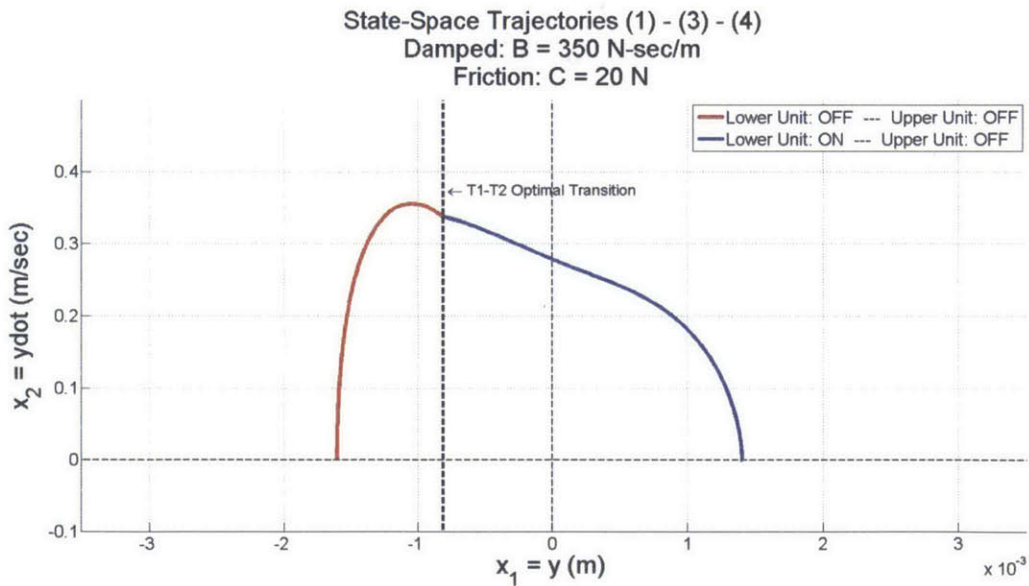 State-Space Trajectories (1) - (3) - (4)
Damped: B = 350 N-sec/m
Friction: C = 20 N
Lower Unit: OFF --- Upper Unit: OFF
Lower Unit: ON --- Upper Unit: OFF
← T1-T2 Optimal Transition
x2 = ydot (m/sec)
0.4
0.3
0.2
0.1
0
-0.1
-3 -2 -1 0 1 2 3
x1 = y (m)
x 10-3